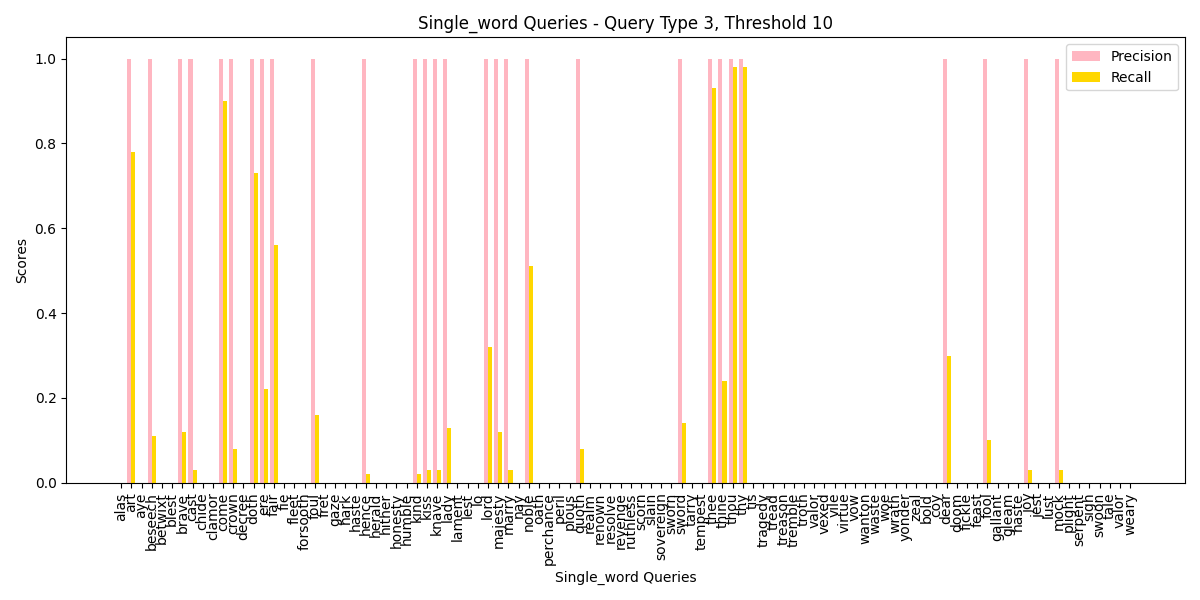 Single_word Queries - Query Type 3, Threshold 10
Precision
Recall
Scores
1.0
0.8
0.6
0.4
0.2
0.0
alas
art
aye
beseech
betwixt
blest
brave
cast
chide
clamor
come
crown
decree
doth
ere
fair
fie
fleet
forsooth
foul
fret
gaze
hark
haste
hence
herald
hither
honesty
humble
kind
kiss
knave
lady
lament
lest
lo
lord
majesty
marry
nay
noble
oath
perchance
peril
pious
quoth
realm
renown
resolve
revenge
ruthless
scorn
slain
sovereign
sworn
sword
tarry
tempest
thee
thine
thou
thy
tis
tragedy
tread
treason
tremble
troth
valor
vexed
vile
virtue
vow
wanton
waste
woe
wrath
yonder
zeal
bold
coy
dear
doom
fickle
feast
fool
gallant
gleam
haste
joy
jest
lust
mock
plight
serpent
sigh
swoon
tale
valor
weary
Single_word Queries